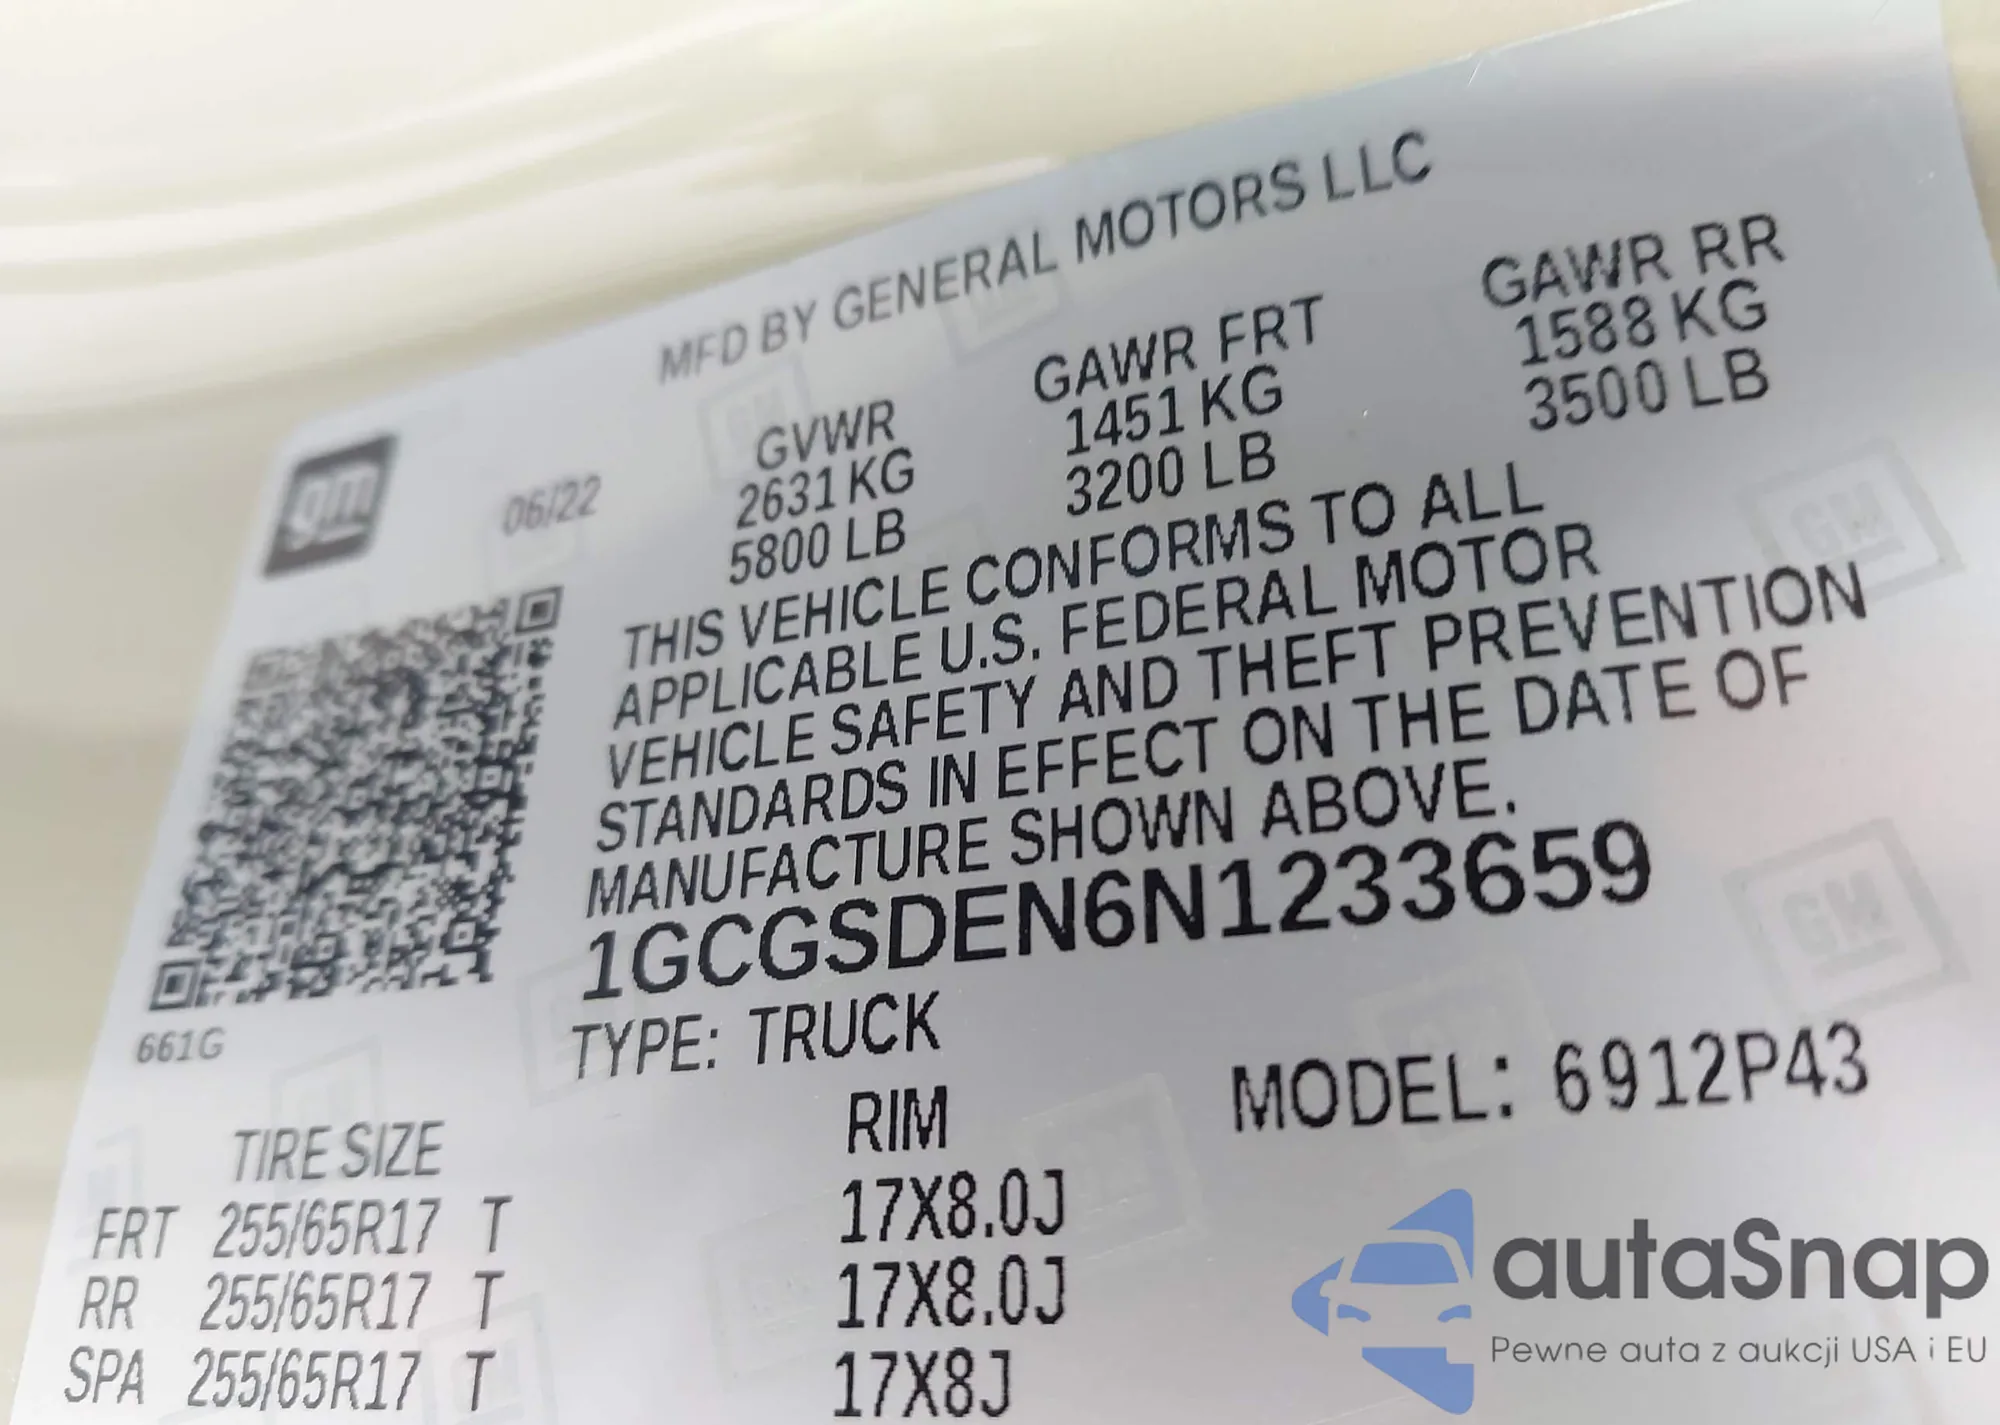 MFD BY GENERAL MOTORS LLC
gm
06/22
GVWR
2631 KG
5800 LB
GAWR FRT
1451 KG
3200 LB
GAWR RR
1588 KG
3500 LB
THIS VEHICLE CONFORMS TO ALL
APPLICABLE U.S. FEDERAL MOTOR
VEHICLE SAFETY AND THEFT PREVENTION
STANDARDS IN EFFECT ON THE DATE OF
MANUFACTURE SHOWN ABOVE.
1GCGSDEN6N1233659
661G
TYPE: TRUCK
MODEL: 6912P43
TIRE SIZE RIM
FRT 255/65R17 T 17X8.0J
RR 255/65R17 T 17X8.0J
SPA 255/65R17 T 17X8J
autaSnap
Pewne auta z aukcji USA i EU